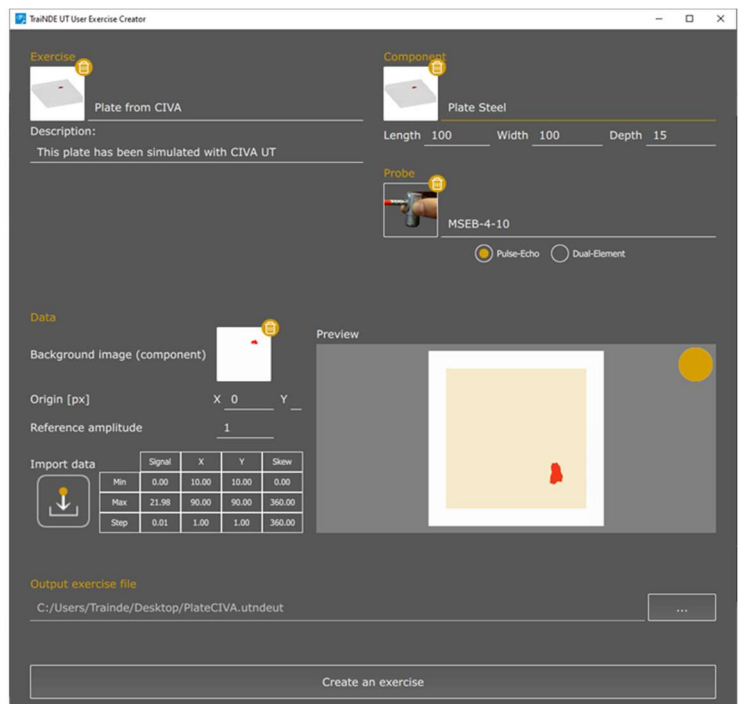 TraiNDE UT User Exercise Creator
Exercise
Plate from CIVA
Description:
This plate has been simulated with CIVA UT
Component
Plate Steel
Length 100 Width 100 Depth 15
Probe
MSEB-4-10
Pulse-Echo Dual-Element
Data
Background image (component)
Origin [px] X 0 Y
Reference amplitude 1
Import data
Signal X Y Skew
Min 0.00 10.00 10.00 0.00
Max 21.98 90.00 90.00 360.00
Step 0.01 1.00 1.00 360.00
Preview
Output exercise file
C:/Users/Trainde/Desktop/PlateCIVA.utndeut
...
Create an exercise